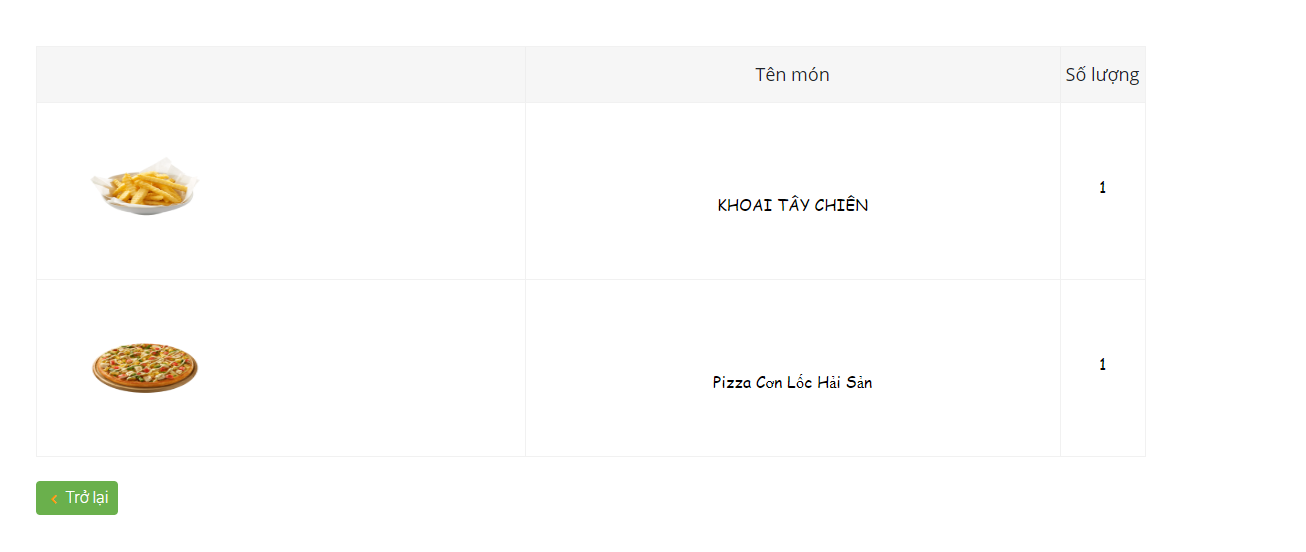 Tên món
Số lượng
KHOAI TÂY CHIÊN
1
Pizza Cơn Lốc Hải Sản
1
Trở lại